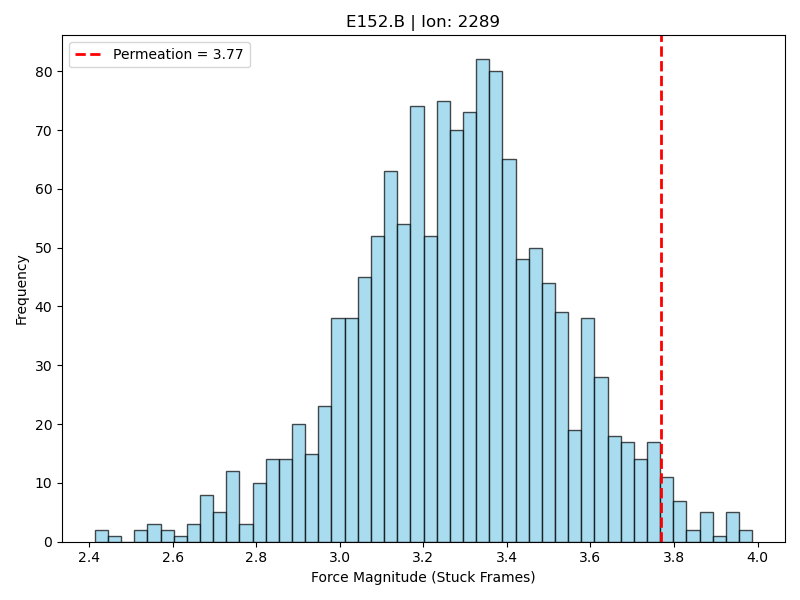 E152.B | Ion: 2289
Permeation = 3.77
80
70
60
50
40
30
20
10
0
Frequency
2.4 2.6 2.8 3.0 3.2 3.4 3.6 3.8 4.0
Force Magnitude (Stuck Frames)